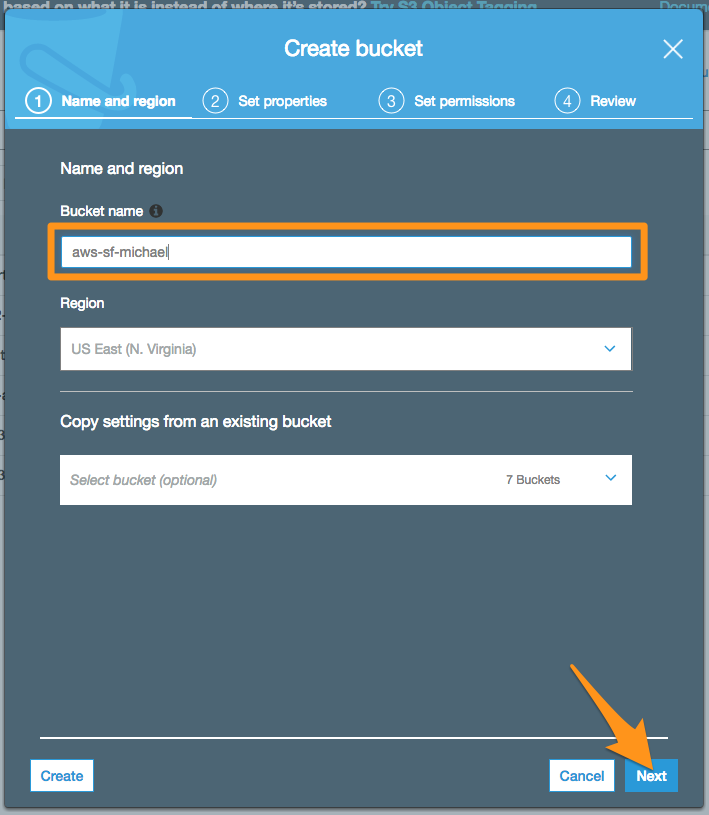 based on what it is instead of where it's stored? Try S3 Object Tagging
Create bucket
1 Name and region 2 Set properties 3 Set permissions 4 Review
Name and region
Bucket name
aws-sf-michael
Region
US East (N. Virginia)
Copy settings from an existing bucket
Select bucket (optional) 7 Buckets
Create Cancel Next